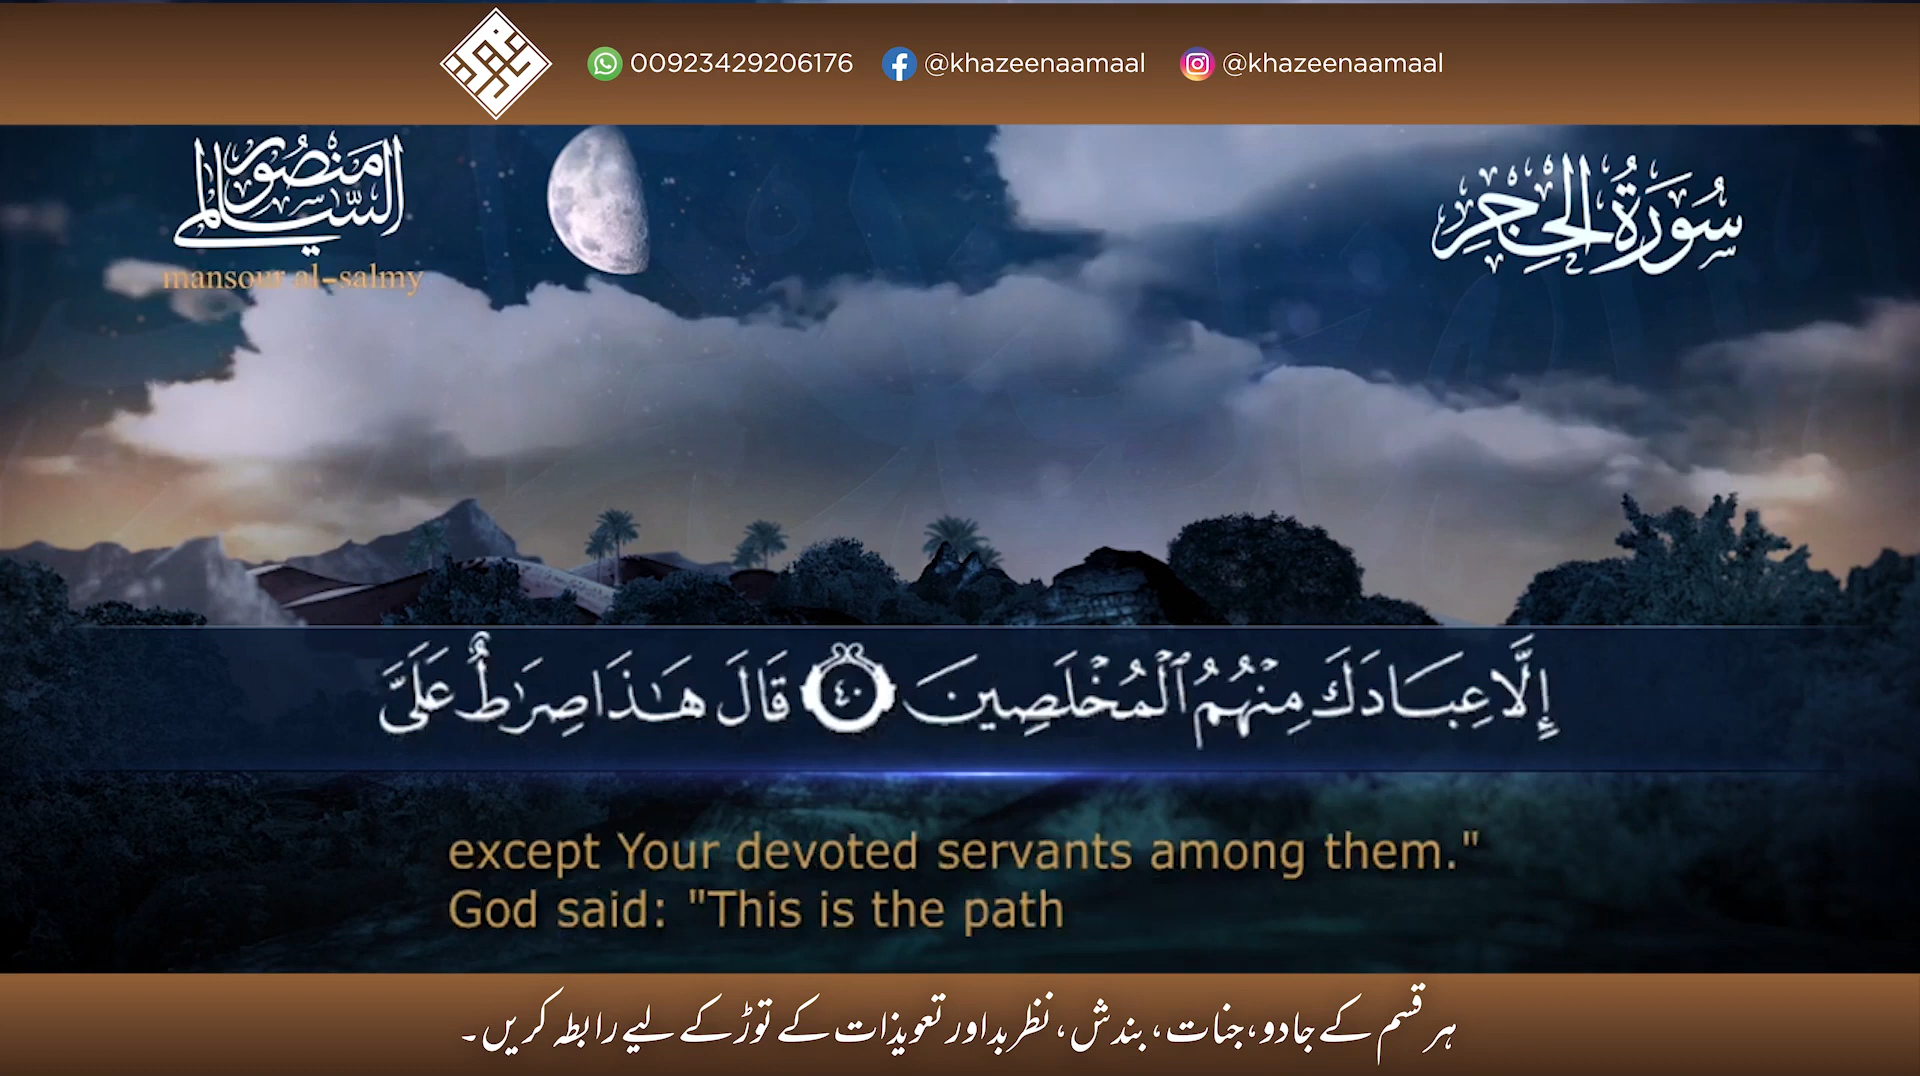 00923429206176 @khazeenaamaal @khazeenaamaal
منصور السالمي
mansour al-salmy
سُورَةُ الحِجر
إِلَّا عِبَادَكَ مِنْهُمُ ٱلْمُخْلَصِينَ ٤٠ قَالَ هَـٰذَا صِرَٰطٌ عَلَىَّ
except Your devoted servants among them."
God said: "This is the path
ہر قسم کے جادو، جنات، بندش، نظر بد اور تعویذات کے توڑ کے لیے رابطہ کریں۔